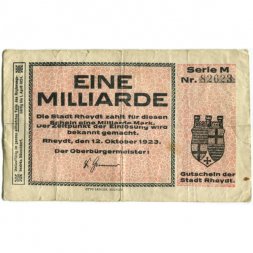 Serie M
Nr. 82023
EINE
MILLIARDE
Die Stadt Rheydt zahlt für diesen
Schein eine Milliarde Mark.
Der Zeitpunkt der Einlösung wird
bekannt gemacht.
Rheydt, den 12. Oktober 1923.
Der Oberbürgermeister:
Gutschein der
Stadt Rheydt.